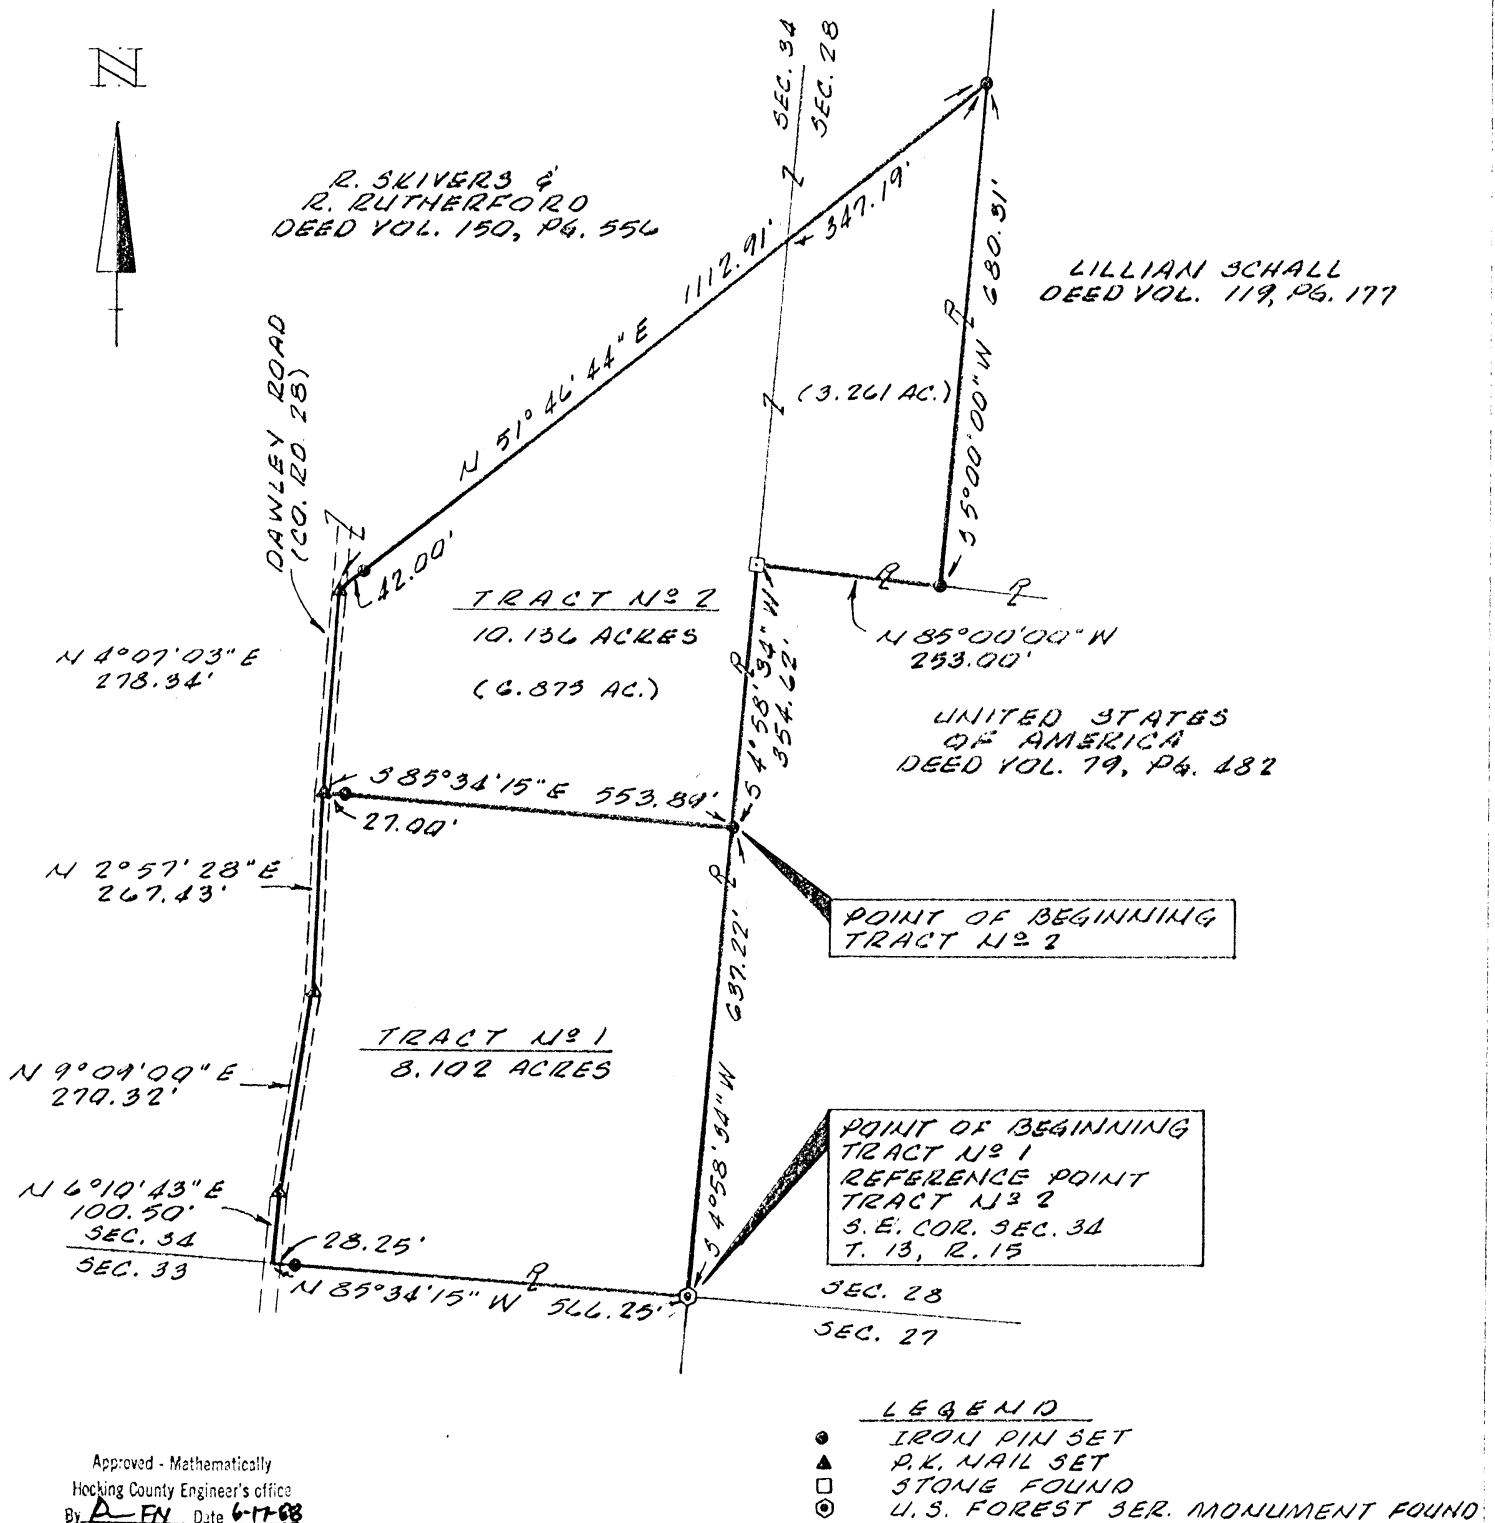 N
SEC. 34
SEC. 28
R. SKIVERS &
R. RUTHERFORD
DEED VOL. 150, PG. 556
1112.91'
347.19'
N 51° 46' 44" E
LILLIAN SCHALL
DEED VOL. 119, PG. 177
S 5°00'00" W 680.31'
(3.261 AC.)
DAWLEY ROAD
(CO. RD. 28)
42.00'
TRACT Nº 2
10.136 ACRES
(6.875 AC.)
N 85°00'00" W
253.00'
S 4°58'34" W
354.62'
N 4°07'03" E
278.34'
UNITED STATES
OF AMERICA
DEED VOL. 79, PG. 482
S 85°34'15" E 553.89'
27.00'
N 2°57'28" E
267.43'
POINT OF BEGINNING
TRACT Nº 2
S 4°58'34" W 637.22'
TRACT Nº 1
8.102 ACRES
N 9°09'00" E
270.32'
POINT OF BEGINNING
TRACT Nº 1
REFERENCE POINT
TRACT Nº 2
S.E. COR. SEC. 34
T. 13, R. 15
N 6°10'43" E
100.50'
SEC. 34
SEC. 33
28.25'
N 85°34'15" W 566.25'
SEC. 28
SEC. 27
LEGEND
IRON PIN SET
P.K. NAIL SET
STONE FOUND
U.S. FOREST SER. MONUMENT FOUND
Approved - Mathematically
Hocking County Engineer's office
By Date 6-17-88